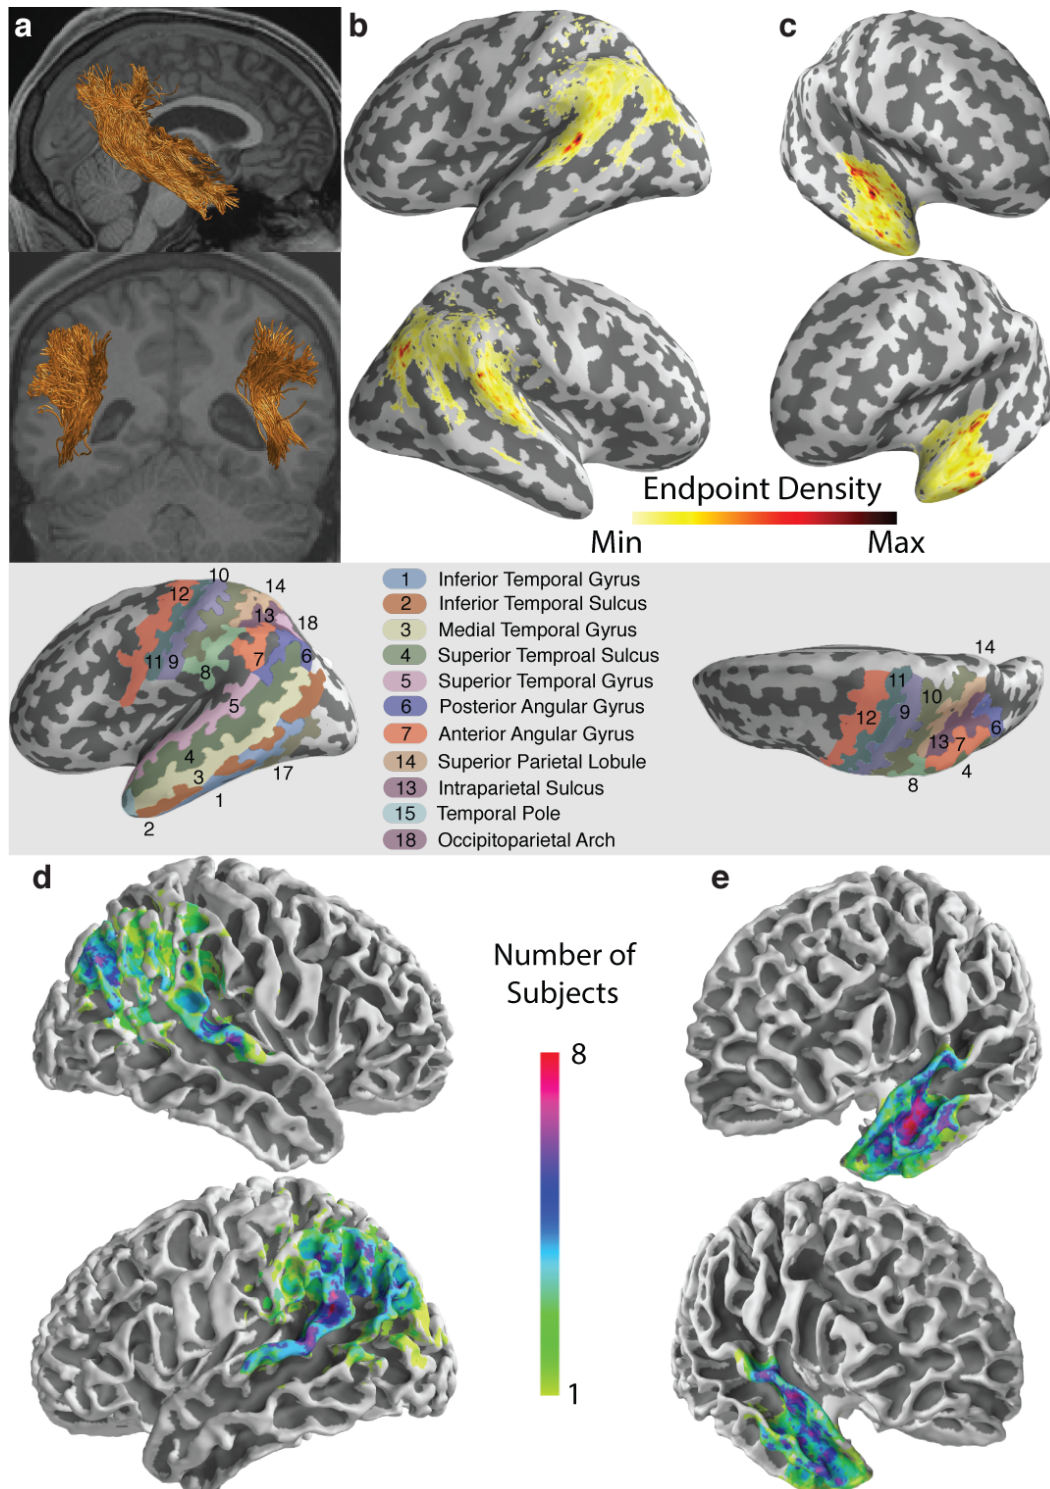 a
b
c
Endpoint Density
Min
Max
10
12
14
13
18
11
9
8
7
6
5
4
3
17
1
2
1 Inferior Temporal Gyrus
2 Inferior Temporal Sulcus
3 Medial Temporal Gyrus
4 Superior Temproal Sulcus
5 Superior Temporal Gyrus
6 Posterior Angular Gyrus
7 Anterior Angular Gyrus
14 Superior Parietal Lobule
13 Intraparietal Sulcus
15 Temporal Pole
18 Occipitoparietal Arch
14
11
10
9
12
6
13
7
4
8
d
e
Number of
Subjects
8
1